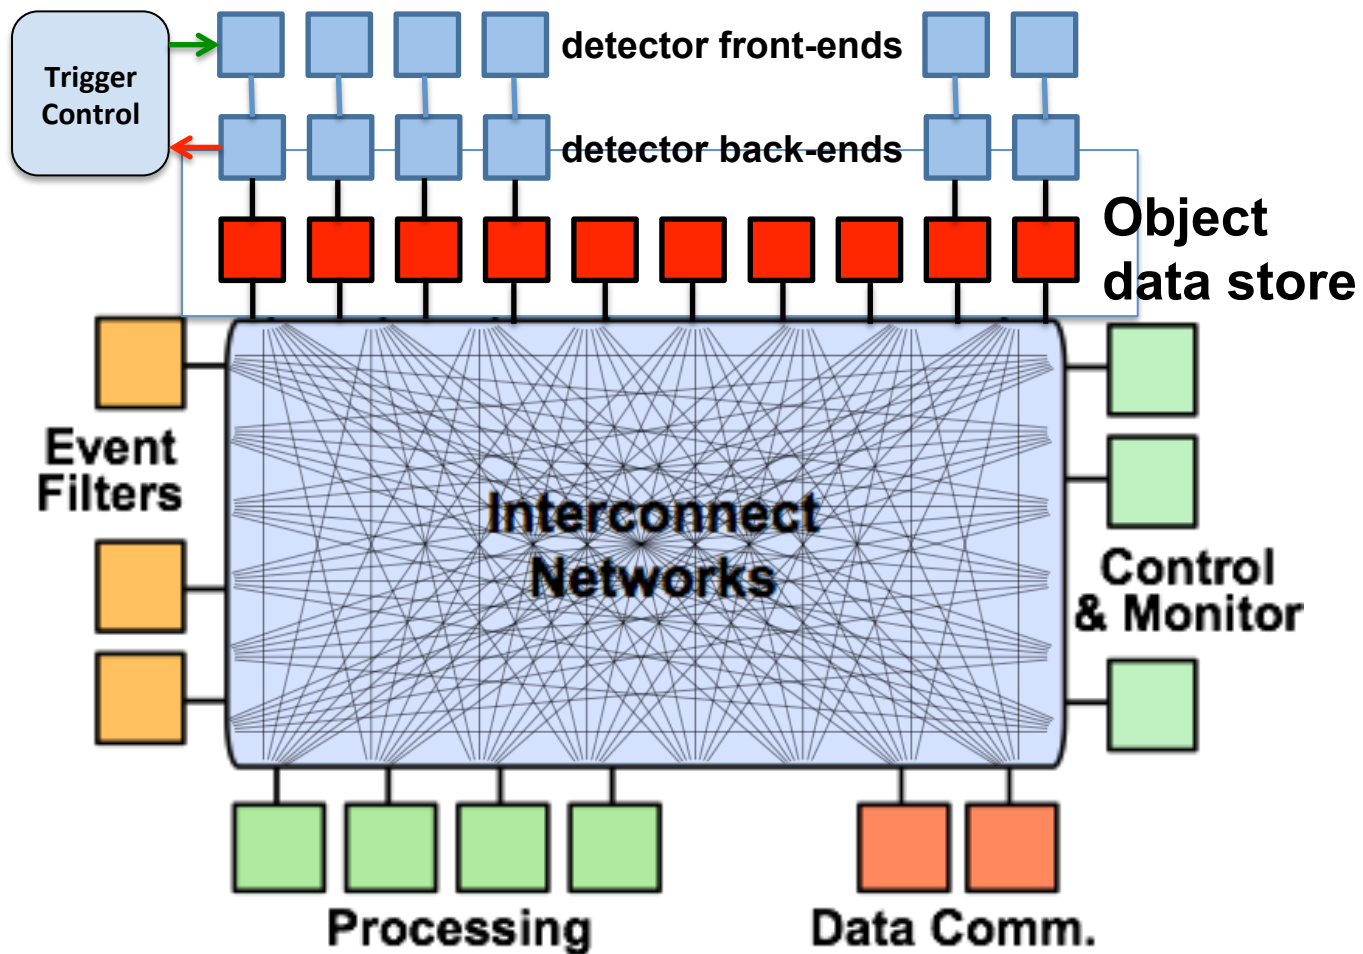 Trigger
Control
detector front-ends
detector back-ends
Object
data store
Event
Filters
Interconnect
Networks
Control
& Monitor
Processing
Data Comm.